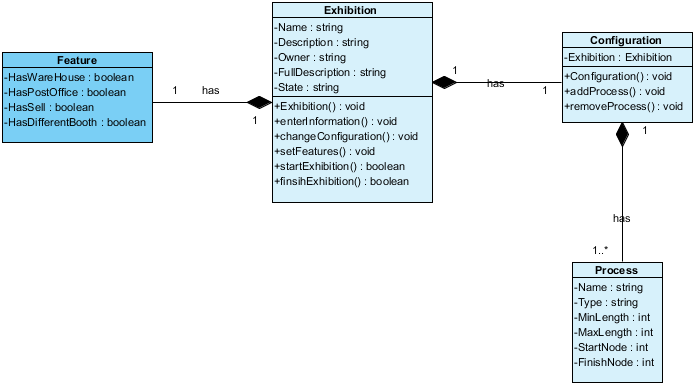 Exhibition
-Name : string
-Description : string
-Owner : string
-FullDescription : string
-State : string
+Exhibition() : void
+enterInformation() : void
+changeConfiguration() : void
+setFeatures() : void
+startExhibition() : boolean
+finsihExhibition() : boolean
Feature
-HasWareHouse : boolean
-HasPostOffice : boolean
-HasSell : boolean
-HasDifferentBooth : boolean
1
has
1
1
has
1
Configuration
-Exhibition : Exhibition
+Configuration() : void
+addProcess() : void
+removeProcess() : void
1
has
1..*
Process
-Name : string
-Type : string
-MinLength : int
-MaxLength : int
-StartNode : int
-FinishNode : int